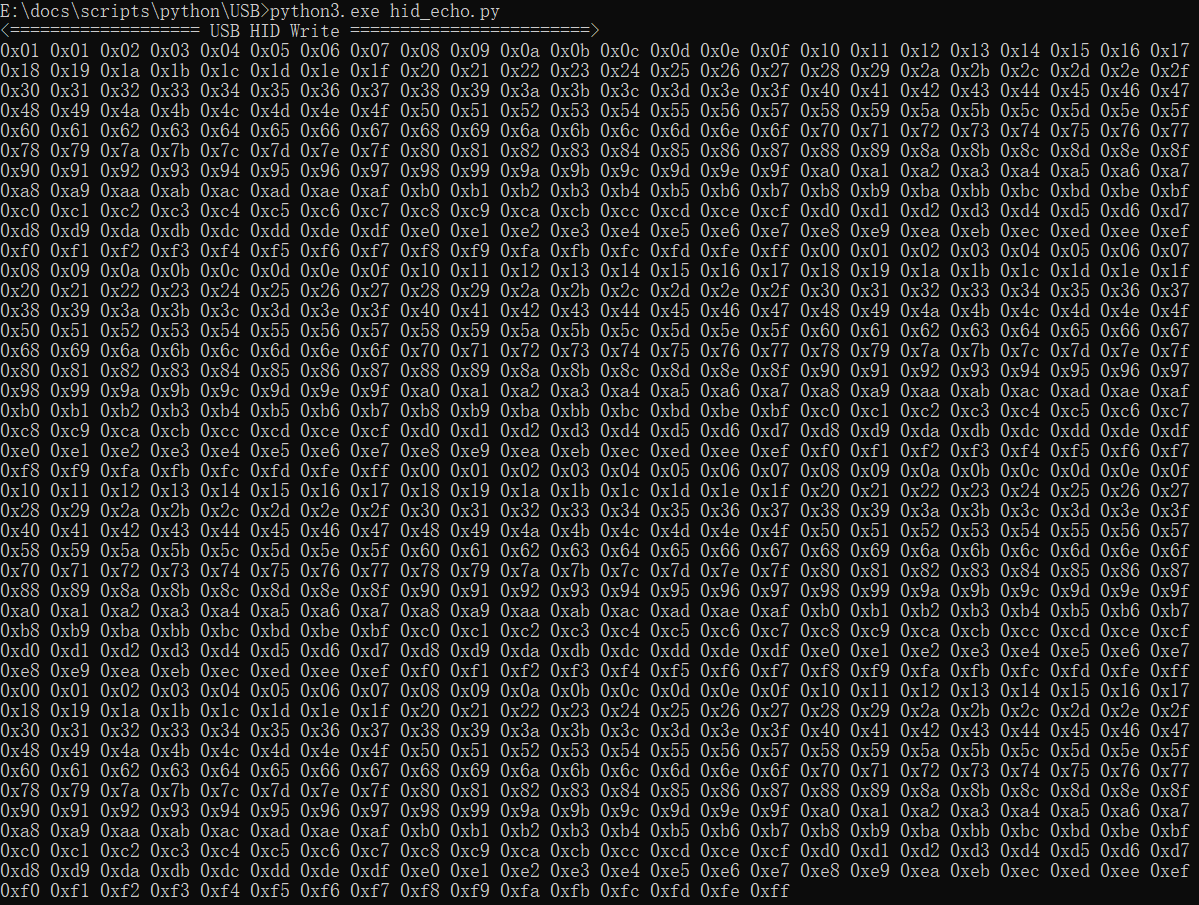 E:\docs\scripts\python\USB>python3.exe hid_echo.py
<=================== USB HID Write ========================>
0x01 0x01 0x02 0x03 0x04 0x05 0x06 0x07 0x08 0x09 0x0a 0x0b 0x0c 0x0d 0x0e 0x0f 0x10 0x11 0x12 0x13 0x14 0x15 0x16 0x17
0x18 0x19 0x1a 0x1b 0x1c 0x1d 0x1e 0x1f 0x20 0x21 0x22 0x23 0x24 0x25 0x26 0x27 0x28 0x29 0x2a 0x2b 0x2c 0x2d 0x2e 0x2f
0x30 0x31 0x32 0x33 0x34 0x35 0x36 0x37 0x38 0x39 0x3a 0x3b 0x3c 0x3d 0x3e 0x3f 0x40 0x41 0x42 0x43 0x44 0x45 0x46 0x47
0x48 0x49 0x4a 0x4b 0x4c 0x4d 0x4e 0x4f 0x50 0x51 0x52 0x53 0x54 0x55 0x56 0x57 0x58 0x59 0x5a 0x5b 0x5c 0x5d 0x5e 0x5f
0x60 0x61 0x62 0x63 0x64 0x65 0x66 0x67 0x68 0x69 0x6a 0x6b 0x6c 0x6d 0x6e 0x6f 0x70 0x71 0x72 0x73 0x74 0x75 0x76 0x77
0x78 0x79 0x7a 0x7b 0x7c 0x7d 0x7e 0x7f 0x80 0x81 0x82 0x83 0x84 0x85 0x86 0x87 0x88 0x89 0x8a 0x8b 0x8c 0x8d 0x8e 0x8f
0x90 0x91 0x92 0x93 0x94 0x95 0x96 0x97 0x98 0x99 0x9a 0x9b 0x9c 0x9d 0x9e 0x9f 0xa0 0xa1 0xa2 0xa3 0xa4 0xa5 0xa6 0xa7
0xa8 0xa9 0xaa 0xab 0xac 0xad 0xae 0xaf 0xb0 0xb1 0xb2 0xb3 0xb4 0xb5 0xb6 0xb7 0xb8 0xb9 0xba 0xbb 0xbc 0xbd 0xbe 0xbf
0xc0 0xc1 0xc2 0xc3 0xc4 0xc5 0xc6 0xc7 0xc8 0xc9 0xca 0xcb 0xcc 0xcd 0xce 0xcf 0xd0 0xd1 0xd2 0xd3 0xd4 0xd5 0xd6 0xd7
0xd8 0xd9 0xda 0xdb 0xdc 0xdd 0xde 0xdf 0xe0 0xe1 0xe2 0xe3 0xe4 0xe5 0xe6 0xe7 0xe8 0xe9 0xea 0xeb 0xec 0xed 0xee 0xef
0xf0 0xf1 0xf2 0xf3 0xf4 0xf5 0xf6 0xf7 0xf8 0xf9 0xfa 0xfb 0xfc 0xfd 0xfe 0xff 0x00 0x01 0x02 0x03 0x04 0x05 0x06 0x07
0x08 0x09 0x0a 0x0b 0x0c 0x0d 0x0e 0x0f 0x10 0x11 0x12 0x13 0x14 0x15 0x16 0x17 0x18 0x19 0x1a 0x1b 0x1c 0x1d 0x1e 0x1f
0x20 0x21 0x22 0x23 0x24 0x25 0x26 0x27 0x28 0x29 0x2a 0x2b 0x2c 0x2d 0x2e 0x2f 0x30 0x31 0x32 0x33 0x34 0x35 0x36 0x37
0x38 0x39 0x3a 0x3b 0x3c 0x3d 0x3e 0x3f 0x40 0x41 0x42 0x43 0x44 0x45 0x46 0x47 0x48 0x49 0x4a 0x4b 0x4c 0x4d 0x4e 0x4f
0x50 0x51 0x52 0x53 0x54 0x55 0x56 0x57 0x58 0x59 0x5a 0x5b 0x5c 0x5d 0x5e 0x5f 0x60 0x61 0x62 0x63 0x64 0x65 0x66 0x67
0x68 0x69 0x6a 0x6b 0x6c 0x6d 0x6e 0x6f 0x70 0x71 0x72 0x73 0x74 0x75 0x76 0x77 0x78 0x79 0x7a 0x7b 0x7c 0x7d 0x7e 0x7f
0x80 0x81 0x82 0x83 0x84 0x85 0x86 0x87 0x88 0x89 0x8a 0x8b 0x8c 0x8d 0x8e 0x8f 0x90 0x91 0x92 0x93 0x94 0x95 0x96 0x97
0x98 0x99 0x9a 0x9b 0x9c 0x9d 0x9e 0x9f 0xa0 0xa1 0xa2 0xa3 0xa4 0xa5 0xa6 0xa7 0xa8 0xa9 0xaa 0xab 0xac 0xad 0xae 0xaf
0xb0 0xb1 0xb2 0xb3 0xb4 0xb5 0xb6 0xb7 0xb8 0xb9 0xba 0xbb 0xbc 0xbd 0xbe 0xbf 0xc0 0xc1 0xc2 0xc3 0xc4 0xc5 0xc6 0xc7
0xc8 0xc9 0xca 0xcb 0xcc 0xcd 0xce 0xcf 0xd0 0xd1 0xd2 0xd3 0xd4 0xd5 0xd6 0xd7 0xd8 0xd9 0xda 0xdb 0xdc 0xdd 0xde 0xdf
0xe0 0xe1 0xe2 0xe3 0xe4 0xe5 0xe6 0xe7 0xe8 0xe9 0xea 0xeb 0xec 0xed 0xee 0xef 0xf0 0xf1 0xf2 0xf3 0xf4 0xf5 0xf6 0xf7
0xf8 0xf9 0xfa 0xfb 0xfc 0xfd 0xfe 0xff 0x00 0x01 0x02 0x03 0x04 0x05 0x06 0x07 0x08 0x09 0x0a 0x0b 0x0c 0x0d 0x0e 0x0f
0x10 0x11 0x12 0x13 0x14 0x15 0x16 0x17 0x18 0x19 0x1a 0x1b 0x1c 0x1d 0x1e 0x1f 0x20 0x21 0x22 0x23 0x24 0x25 0x26 0x27
0x28 0x29 0x2a 0x2b 0x2c 0x2d 0x2e 0x2f 0x30 0x31 0x32 0x33 0x34 0x35 0x36 0x37 0x38 0x39 0x3a 0x3b 0x3c 0x3d 0x3e 0x3f
0x40 0x41 0x42 0x43 0x44 0x45 0x46 0x47 0x48 0x49 0x4a 0x4b 0x4c 0x4d 0x4e 0x4f 0x50 0x51 0x52 0x53 0x54 0x55 0x56 0x57
0x58 0x59 0x5a 0x5b 0x5c 0x5d 0x5e 0x5f 0x60 0x61 0x62 0x63 0x64 0x65 0x66 0x67 0x68 0x69 0x6a 0x6b 0x6c 0x6d 0x6e 0x6f
0x70 0x71 0x72 0x73 0x74 0x75 0x76 0x77 0x78 0x79 0x7a 0x7b 0x7c 0x7d 0x7e 0x7f 0x80 0x81 0x82 0x83 0x84 0x85 0x86 0x87
0x88 0x89 0x8a 0x8b 0x8c 0x8d 0x8e 0x8f 0x90 0x91 0x92 0x93 0x94 0x95 0x96 0x97 0x98 0x99 0x9a 0x9b 0x9c 0x9d 0x9e 0x9f
0xa0 0xa1 0xa2 0xa3 0xa4 0xa5 0xa6 0xa7 0xa8 0xa9 0xaa 0xab 0xac 0xad 0xae 0xaf 0xb0 0xb1 0xb2 0xb3 0xb4 0xb5 0xb6 0xb7
0xb8 0xb9 0xba 0xbb 0xbc 0xbd 0xbe 0xbf 0xc0 0xc1 0xc2 0xc3 0xc4 0xc5 0xc6 0xc7 0xc8 0xc9 0xca 0xcb 0xcc 0xcd 0xce 0xcf
0xd0 0xd1 0xd2 0xd3 0xd4 0xd5 0xd6 0xd7 0xd8 0xd9 0xda 0xdb 0xdc 0xdd 0xde 0xdf 0xe0 0xe1 0xe2 0xe3 0xe4 0xe5 0xe6 0xe7
0xe8 0xe9 0xea 0xeb 0xec 0xed 0xee 0xef 0xf0 0xf1 0xf2 0xf3 0xf4 0xf5 0xf6 0xf7 0xf8 0xf9 0xfa 0xfb 0xfc 0xfd 0xfe 0xff
0x00 0x01 0x02 0x03 0x04 0x05 0x06 0x07 0x08 0x09 0x0a 0x0b 0x0c 0x0d 0x0e 0x0f 0x10 0x11 0x12 0x13 0x14 0x15 0x16 0x17
0x18 0x19 0x1a 0x1b 0x1c 0x1d 0x1e 0x1f 0x20 0x21 0x22 0x23 0x24 0x25 0x26 0x27 0x28 0x29 0x2a 0x2b 0x2c 0x2d 0x2e 0x2f
0x30 0x31 0x32 0x33 0x34 0x35 0x36 0x37 0x38 0x39 0x3a 0x3b 0x3c 0x3d 0x3e 0x3f 0x40 0x41 0x42 0x43 0x44 0x45 0x46 0x47
0x48 0x49 0x4a 0x4b 0x4c 0x4d 0x4e 0x4f 0x50 0x51 0x52 0x53 0x54 0x55 0x56 0x57 0x58 0x59 0x5a 0x5b 0x5c 0x5d 0x5e 0x5f
0x60 0x61 0x62 0x63 0x64 0x65 0x66 0x67 0x68 0x69 0x6a 0x6b 0x6c 0x6d 0x6e 0x6f 0x70 0x71 0x72 0x73 0x74 0x75 0x76 0x77
0x78 0x79 0x7a 0x7b 0x7c 0x7d 0x7e 0x7f 0x80 0x81 0x82 0x83 0x84 0x85 0x86 0x87 0x88 0x89 0x8a 0x8b 0x8c 0x8d 0x8e 0x8f
0x90 0x91 0x92 0x93 0x94 0x95 0x96 0x97 0x98 0x99 0x9a 0x9b 0x9c 0x9d 0x9e 0x9f 0xa0 0xa1 0xa2 0xa3 0xa4 0xa5 0xa6 0xa7
0xa8 0xa9 0xaa 0xab 0xac 0xad 0xae 0xaf 0xb0 0xb1 0xb2 0xb3 0xb4 0xb5 0xb6 0xb7 0xb8 0xb9 0xba 0xbb 0xbc 0xbd 0xbe 0xbf
0xc0 0xc1 0xc2 0xc3 0xc4 0xc5 0xc6 0xc7 0xc8 0xc9 0xca 0xcb 0xcc 0xcd 0xce 0xcf 0xd0 0xd1 0xd2 0xd3 0xd4 0xd5 0xd6 0xd7
0xd8 0xd9 0xda 0xdb 0xdc 0xdd 0xde 0xdf 0xe0 0xe1 0xe2 0xe3 0xe4 0xe5 0xe6 0xe7 0xe8 0xe9 0xea 0xeb 0xec 0xed 0xee 0xef
0xf0 0xf1 0xf2 0xf3 0xf4 0xf5 0xf6 0xf7 0xf8 0xf9 0xfa 0xfb 0xfc 0xfd 0xfe 0xff